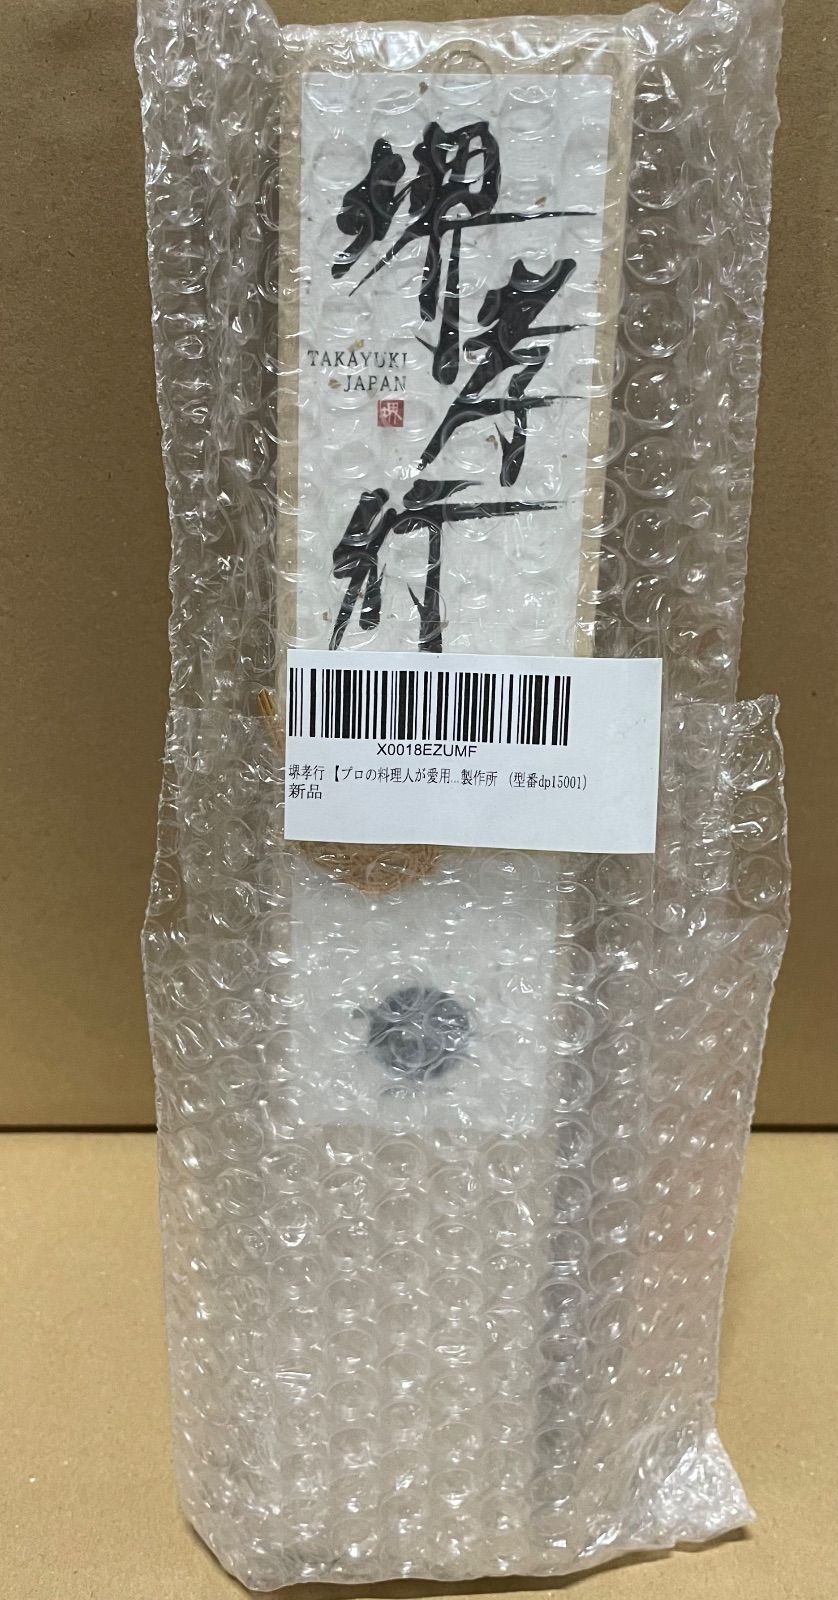 堺孝行
TAKAYUKI
JAPAN
堺
X0018EZUMF
堺孝行 【プロの料理人が愛用...製作所 (型番dp15001)
新品